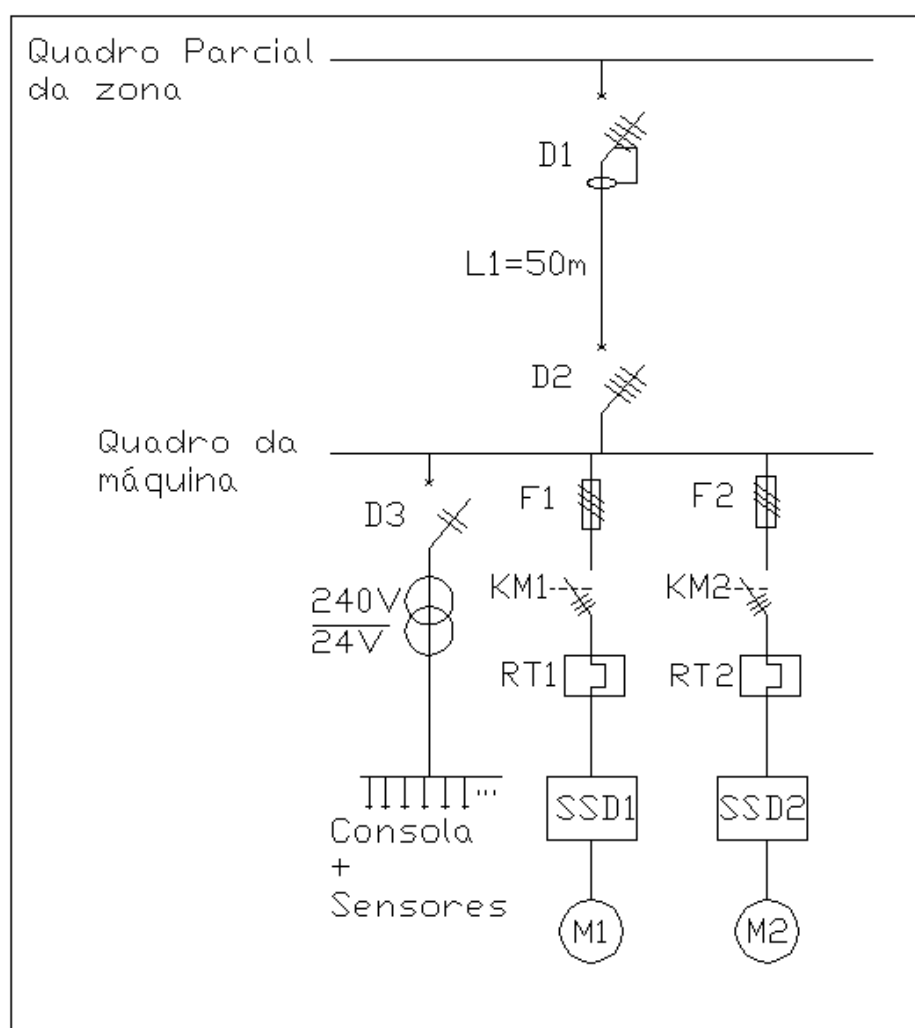 Quadro Parcial
da zona
D1
L1=50m
D2
Quadro da
máquina
D3
F1
F2
240V
24V
KM1
KM2
RT1
RT2
...
SSD1
SSD2
Consola
+
Sensores
M1
M2